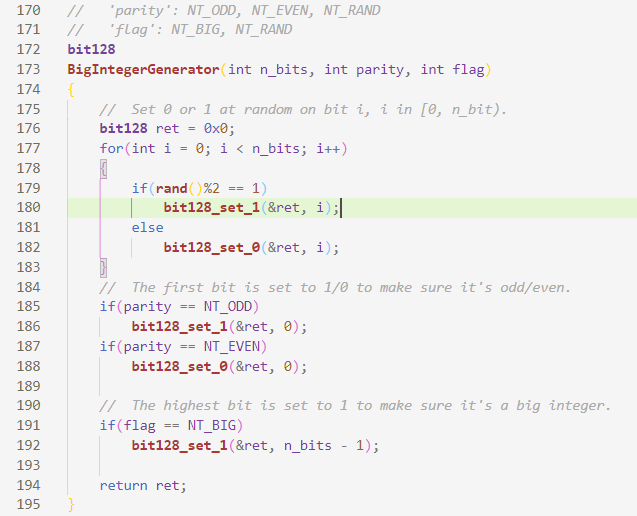 170 //   'parity': NT_ODD, NT_EVEN, NT_RAND
171 //   'flag': NT_BIG, NT_RAND
172 bit128
173 BigIntegerGenerator(int n_bits, int parity, int flag)
174 {
175     //  Set 0 or 1 at random on bit i, i in [0, n_bit).
176     bit128 ret = 0x0;
177     for(int i = 0; i < n_bits; i++)
178     {
179         if(rand()%2 == 1)
180             bit128_set_1(&ret, i);
181         else
182             bit128_set_0(&ret, i);
183     }
184     //  The first bit is set to 1/0 to make sure it's odd/even.
185     if(parity == NT_ODD)
186         bit128_set_1(&ret, 0);
187     if(parity == NT_EVEN)
188         bit128_set_0(&ret, 0);
189
190     //  The highest bit is set to 1 to make sure it's a big integer.
191     if(flag == NT_BIG)
192         bit128_set_1(&ret, n_bits - 1);
193
194     return ret;
195 }